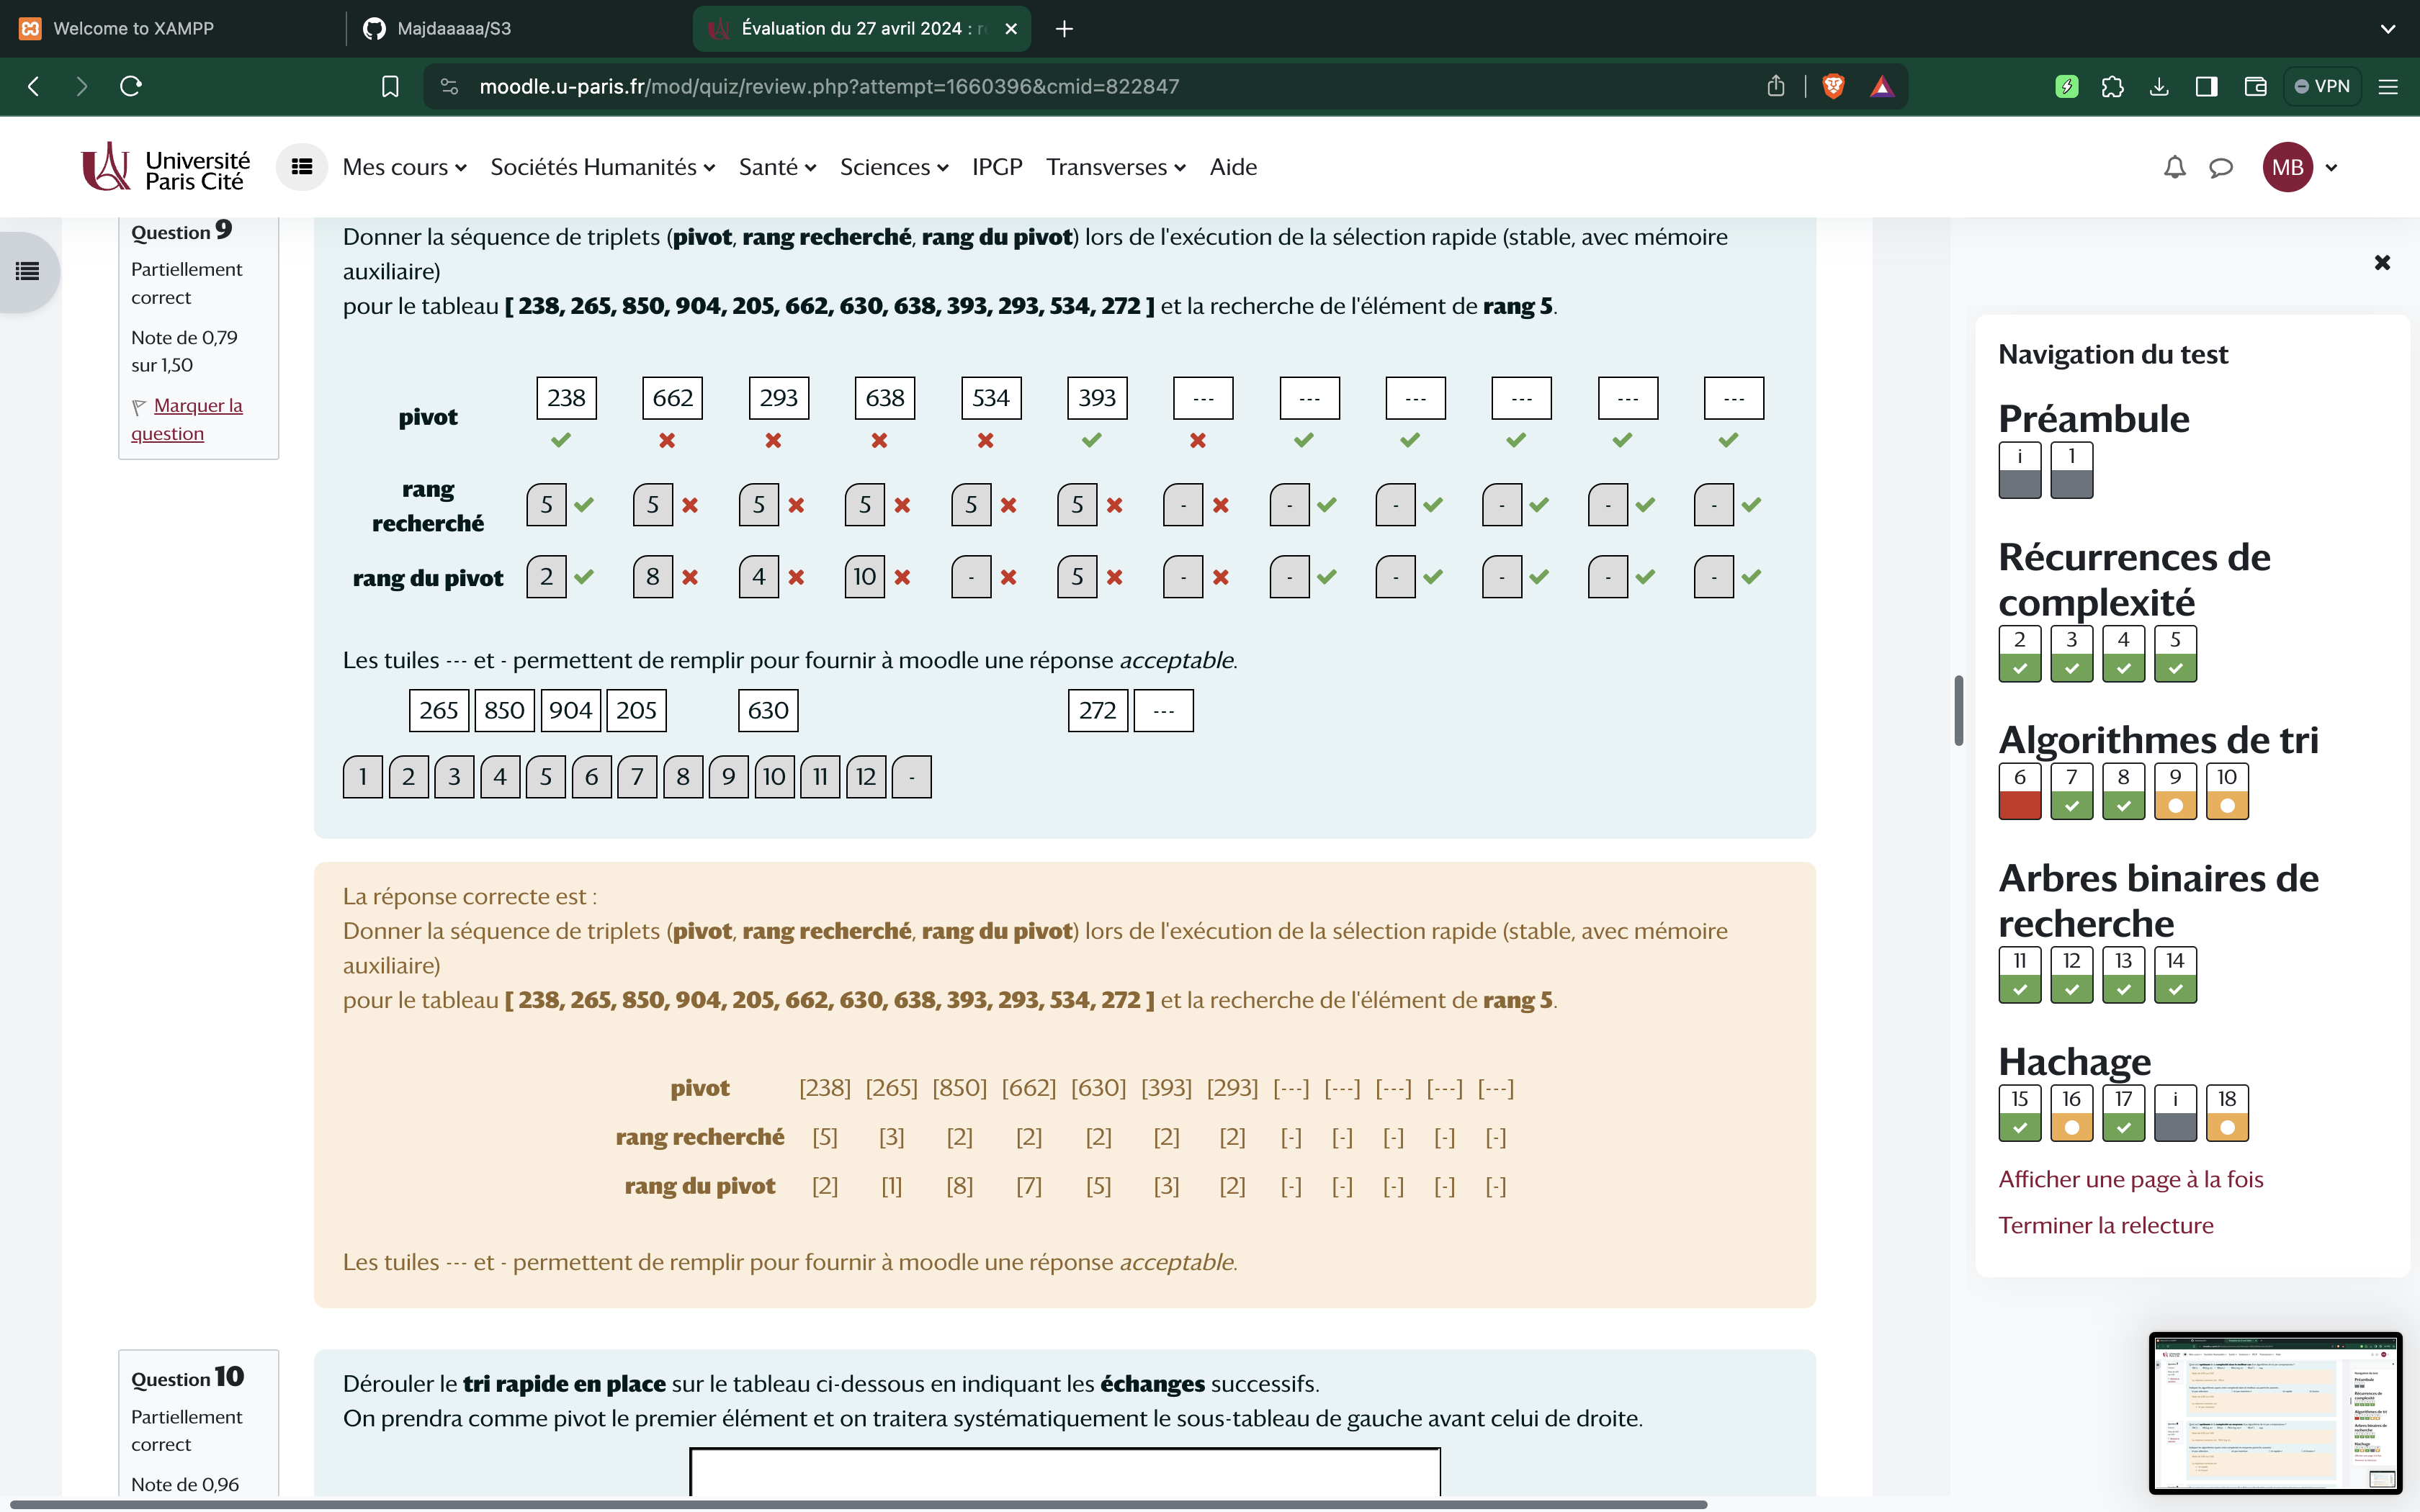 Welcome to XAMPP
Majdaaaaa/S3
Évaluation du 27 avril 2024 : r
moodle.u-paris.fr/mod/quiz/review.php?attempt=1660396&cmid=822847
VPN
Université
Paris Cité
Mes cours
Sociétés Humanités
Santé
Sciences
IPGP
Transverses
Aide
MB
Question 9
Partiellement
correct
Note de 0,79
sur 1,50
Marquer la
question
Donner la séquence de triplets (pivot, rang recherché, rang du pivot) lors de l'exécution de la sélection rapide (stable, avec mémoire
auxiliaire)
pour le tableau [ 238, 265, 850, 904, 205, 662, 630, 638, 393, 293, 534, 272 ] et la recherche de l'élément de rang 5.
pivot 238 662 293 638 534 393 --- --- --- --- --- ---
rang
recherché
5 5 5 5 5 5 - - - - - -
rang du pivot 2 8 4 10 - 5 - - - - - -
Les tuiles --- et - permettent de remplir pour fournir à moodle une réponse acceptable.
265 850 904 205 630 272 ---
1 2 3 4 5 6 7 8 9 10 11 12 -
La réponse correcte est :
Donner la séquence de triplets (pivot, rang recherché, rang du pivot) lors de l'exécution de la sélection rapide (stable, avec mémoire
auxiliaire)
pour le tableau [ 238, 265, 850, 904, 205, 662, 630, 638, 393, 293, 534, 272 ] et la recherche de l'élément de rang 5.
pivot [238] [265] [850] [662] [630] [393] [293] [---] [---] [---] [---] [---]
rang recherché [5] [3] [2] [2] [2] [2] [2] [-] [-] [-] [-] [-]
rang du pivot [2] [1] [8] [7] [5] [3] [2] [-] [-] [-] [-] [-]
Les tuiles --- et - permettent de remplir pour fournir à moodle une réponse acceptable.
Question 10
Partiellement
correct
Note de 0,96
Dérouler le tri rapide en place sur le tableau ci-dessous en indiquant les échanges successifs.
On prendra comme pivot le premier élément et on traitera systématiquement le sous-tableau de gauche avant celui de droite.
Navigation du test
Préambule
i 1
Récurrences de
complexité
2 3 4 5
Algorithmes de tri
6 7 8 9 10
Arbres binaires de
recherche
11 12 13 14
Hachage
15 16 17 i 18
Afficher une page à la fois
Terminer la relecture